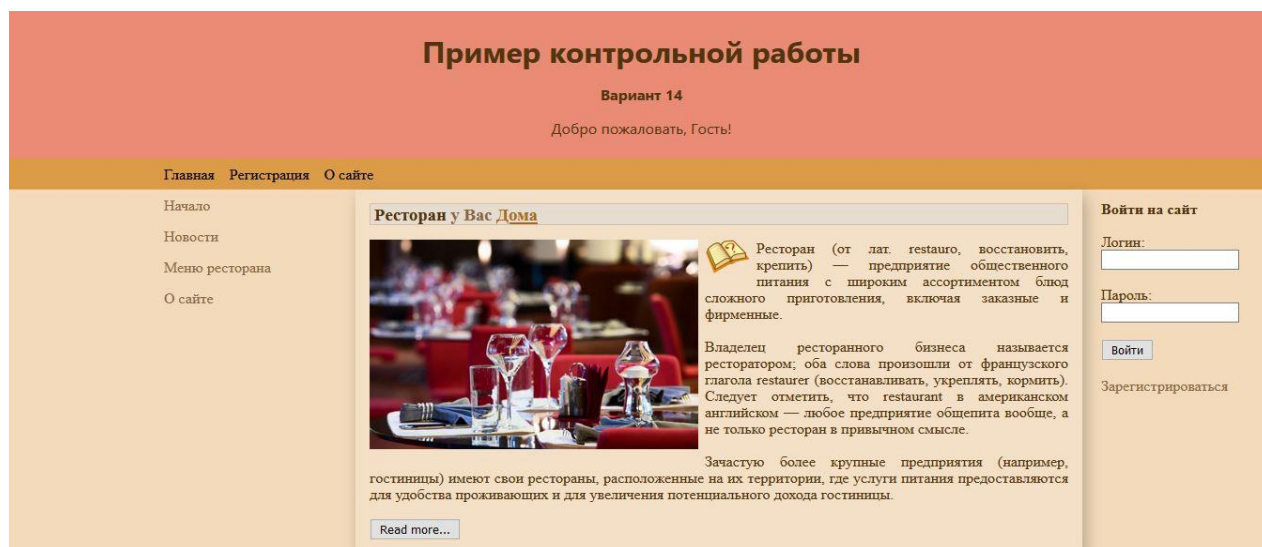 Пример контрольной работы
Вариант 14
Добро пожаловать, Гость!
Главная Регистрация О сайте
Начало
Новости
Меню ресторана
О сайте
Ресторан у Вас Дома
Ресторан (от лат. restauro, восстановить,
крепить) — предприятие общественного
питания с широким ассортиментом блюд
сложного приготовления, включая заказные и
фирменные.
Владелец ресторанного бизнеса называется
ресторатором; оба слова произошли от французского
глагола restaurer (восстанавливать, укреплять, кормить).
Следует отметить, что restaurant в американском
английском — любое предприятие общепита вообще, а
не только ресторан в привычном смысле.
Зачастую более крупные предприятия (например,
гостиницы) имеют свои рестораны, расположенные на их территории, где услуги питания предоставляются
для удобства проживающих и для увеличения потенциального дохода гостиницы.
Read more...
Войти на сайт
Логин:
Пароль:
Войти
Зарегистрироваться